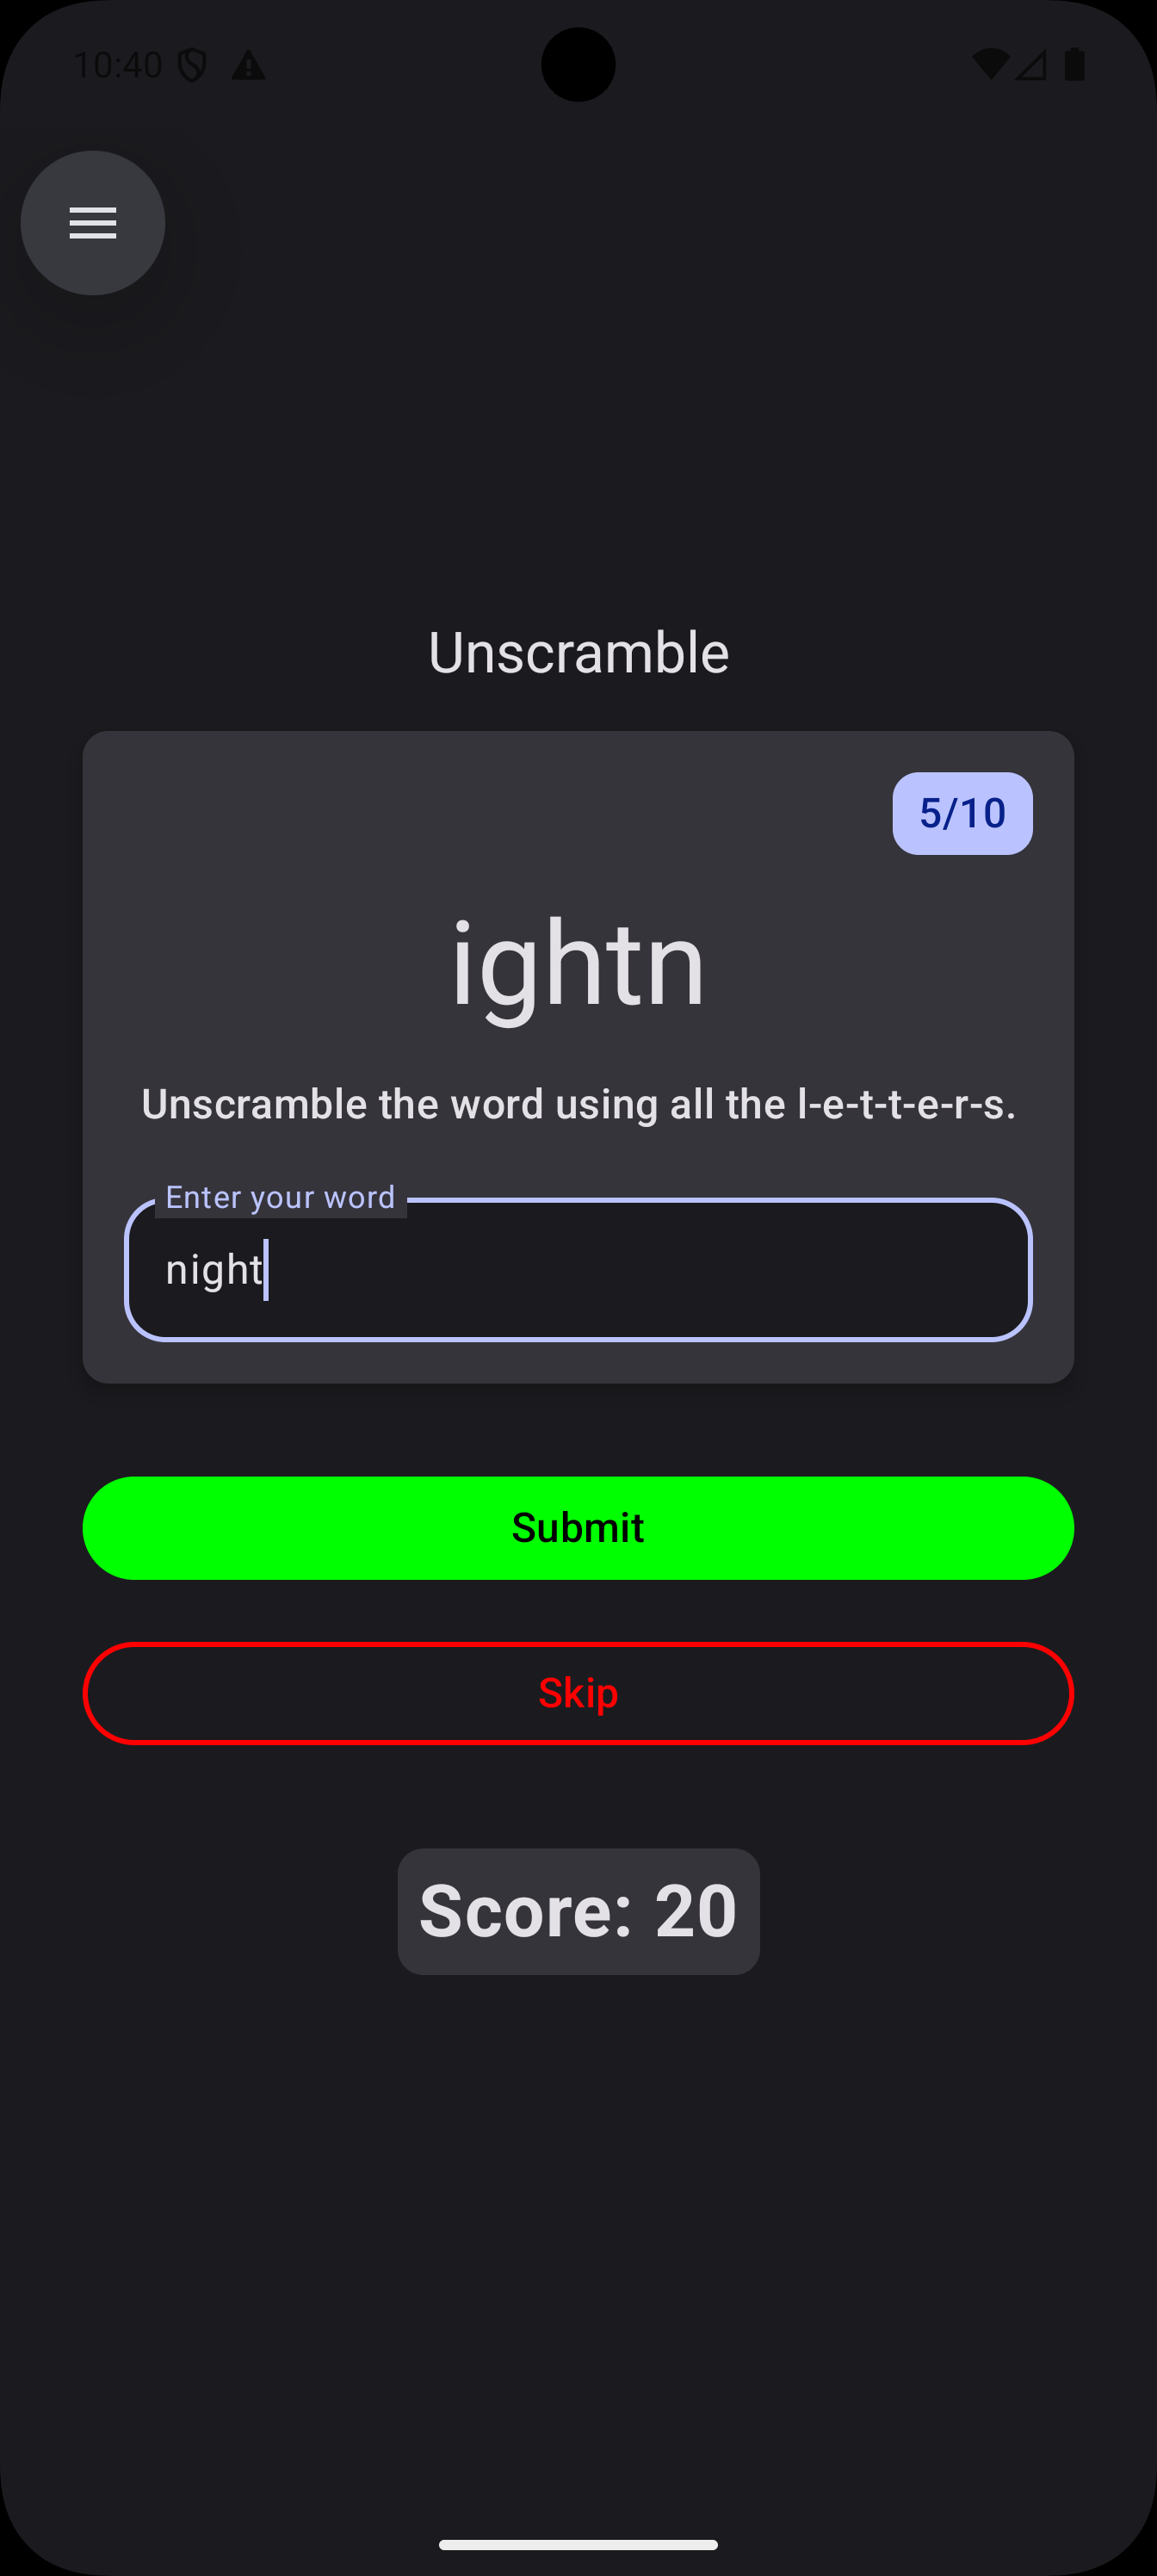 10:40
Unscramble
5/10
ightn
Unscramble the word using all the l-e-t-t-e-r-s.
Enter your word
night
Submit
Skip
Score: 20